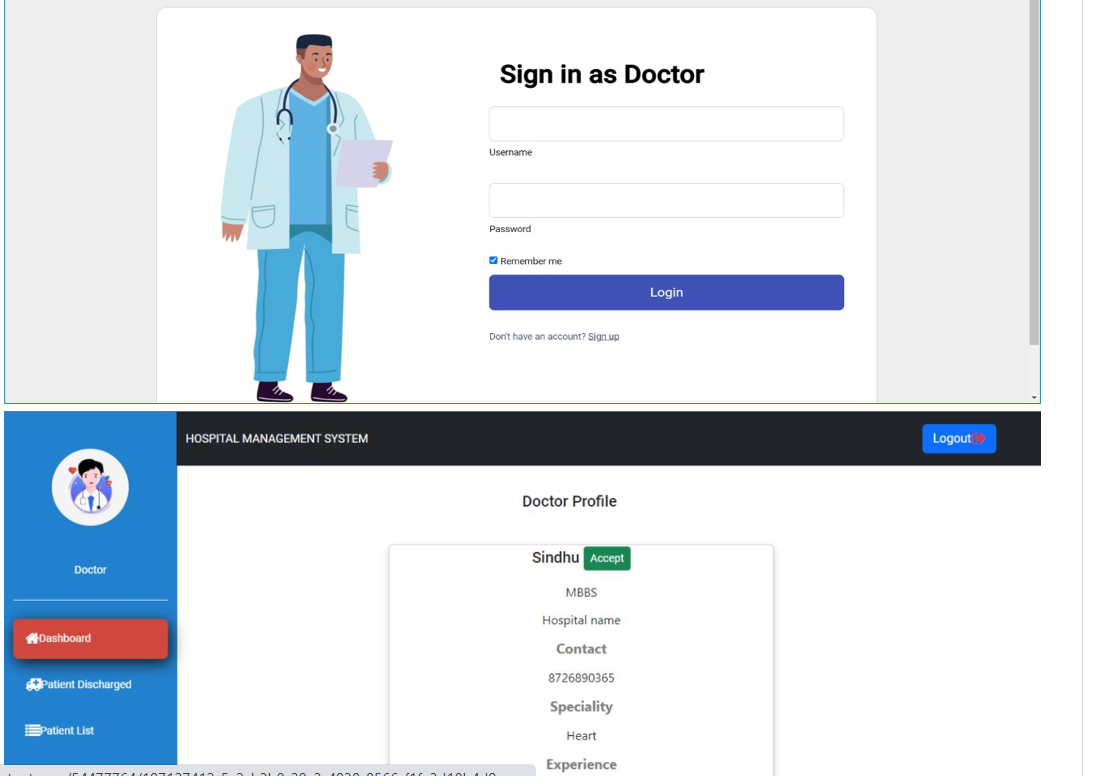 Sign in as Doctor
Username
Password
Remember me
Login
Don't have an account? Sign up
HOSPITAL MANAGEMENT SYSTEM
Logout
Doctor Profile
Doctor
Sindhu Accept
MBBS
Hospital name
Contact
8726890365
Speciality
Heart
Experience
Dashboard
Patient Discharged
Patient List